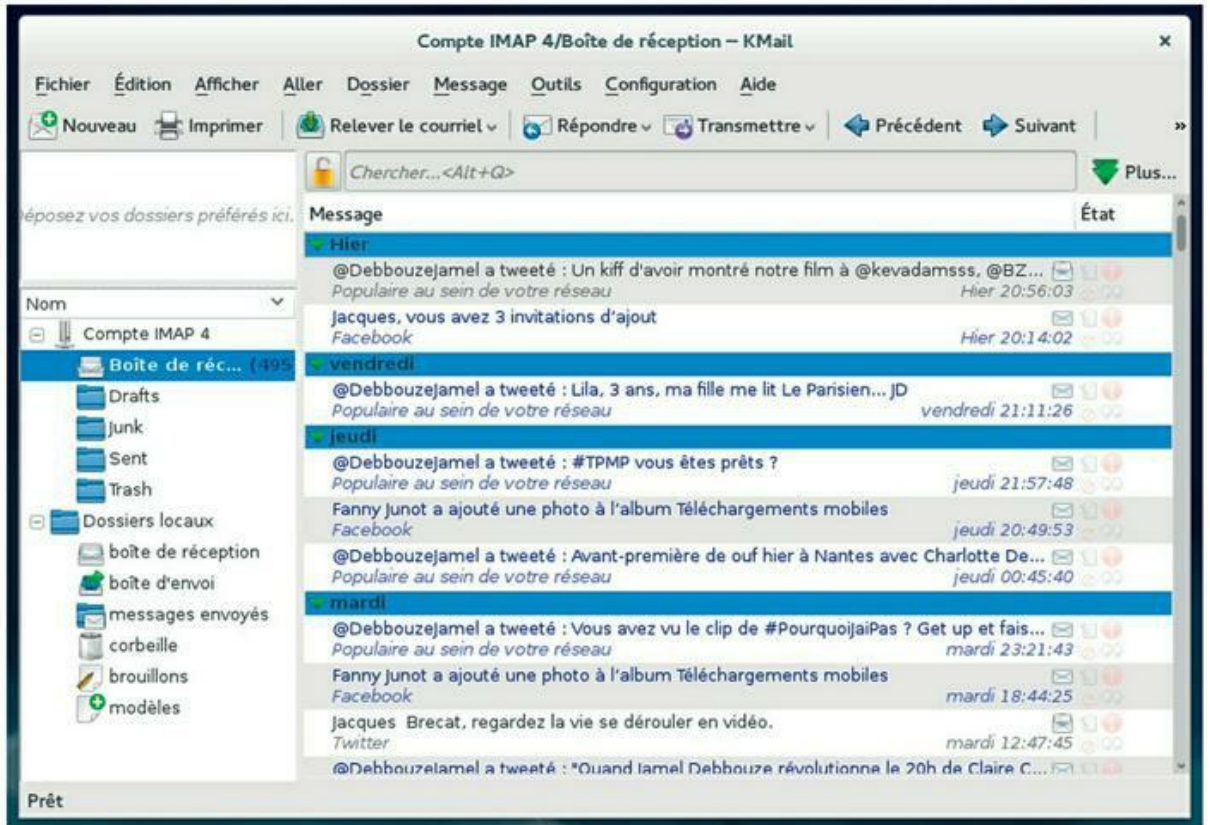 Compte IMAP 4/Boîte de réception – KMail
Fichier Édition Afficher Aller Dossier Message Outils Configuration Aide
Nouveau Imprimer Relever le courriel Répondre Transmettre Précédent Suivant »
Chercher...<Alt+Q> Plus...
éposez vos dossiers préférés ici.
Nom
Compte IMAP 4
Boîte de réc... (495
Drafts
Junk
Sent
Trash
Dossiers locaux
boîte de réception
boîte d'envoi
messages envoyés
corbeille
brouillons
modèles
Message État
Hier
@DebbouzeJamel a tweeté : Un kiff d'avoir montré notre film à @kevadamsss, @BZ...
Populaire au sein de votre réseau Hier 20:56:03
Jacques, vous avez 3 invitations d'ajout
Facebook Hier 20:14:02
vendredi
@DebbouzeJamel a tweeté : Lila, 3 ans, ma fille me lit Le Parisien... JD
Populaire au sein de votre réseau vendredi 21:11:26
jeudi
@DebbouzeJamel a tweeté : #TPMP vous êtes prêts ?
Populaire au sein de votre réseau jeudi 21:57:48
Fanny Junot a ajouté une photo à l'album Téléchargements mobiles
Facebook jeudi 20:49:53
@DebbouzeJamel a tweeté : Avant-première de ouf hier à Nantes avec Charlotte De...
Populaire au sein de votre réseau jeudi 00:45:40
mardi
@DebbouzeJamel a tweeté : Vous avez vu le clip de #PourquoiJaiPas ? Get up et fais...
Populaire au sein de votre réseau mardi 23:21:43
Fanny Junot a ajouté une photo à l'album Téléchargements mobiles
Facebook mardi 18:44:25
Jacques Brecat, regardez la vie se dérouler en vidéo.
Twitter mardi 12:47:45
@DebbouzeJamel a tweeté : "Quand Jamel Debbouze révolutionne le 20h de Claire C...
Prêt